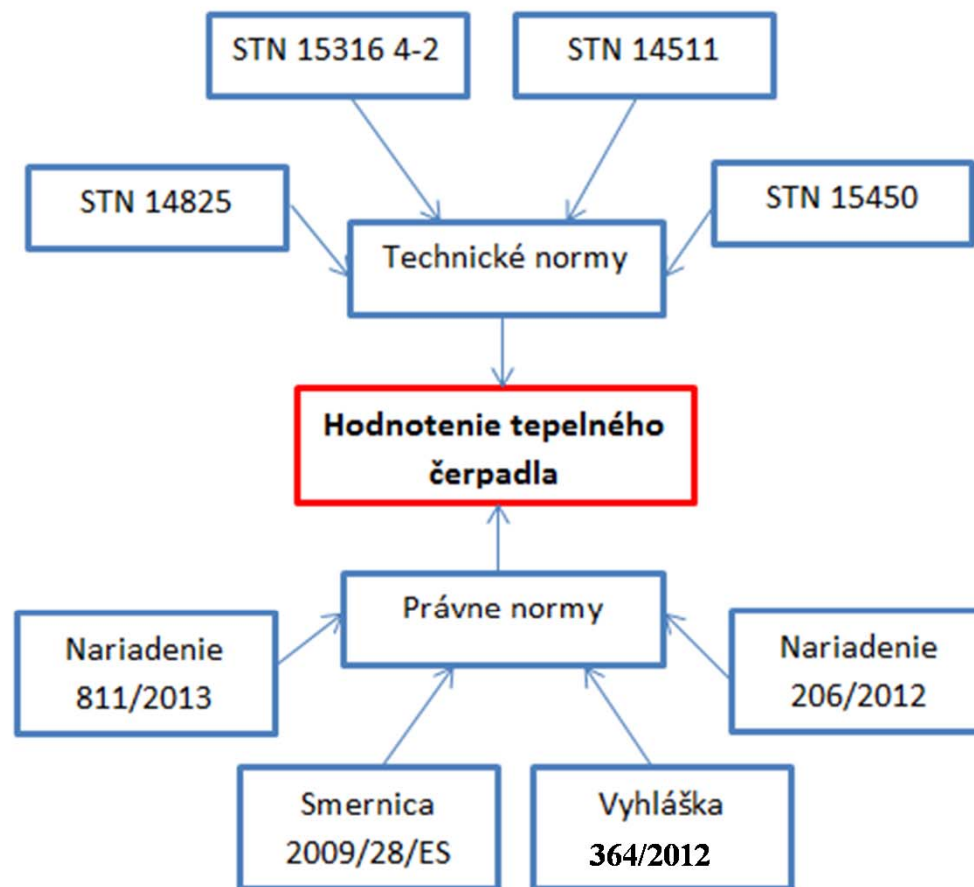 STN 15316 4-2
STN 14511
STN 14825
STN 15450
Technické normy
Hodnotenie tepelného
čerpadla
Právne normy
Nariadenie
811/2013
Nariadenie
206/2012
Smernica
2009/28/ES
Vyhláška
364/2012